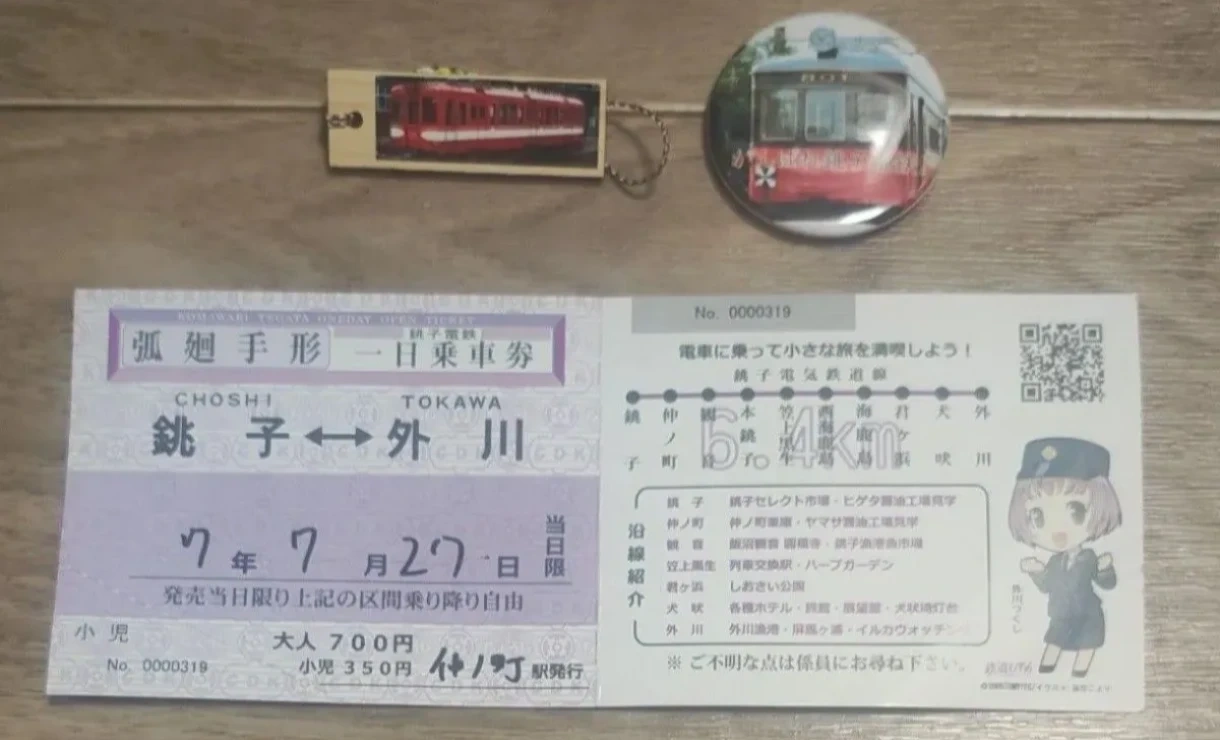 801
KOMAWARI TEGATA ONEDAY OPEN TICKET
弧廻手形
銚子電鉄
一日乗車券
CHOSHI TOKAWA
銚子↔外川
7年7月27日
当日限
発売当日限り上記の区間乗り降り自由
小児
大人 700円
小児 350円
No. 0000319
仲ノ町駅発行
No. 0000319
電車に乗って小さな旅を満喫しよう！
銚子電気鉄道線
銚子 仲ノ町 観音 本銚子 笠上黒生 西海鹿島 海鹿島 君ヶ浜 犬吠 外川
6.4km
沿線紹介
銚子 銚子セレクト市場・ヒゲタ醤油工場見学
仲ノ町 仲ノ町車庫・ヤマサ醤油工場見学
観音 飯沼観音 圓福寺・銚子漁港魚市場
笠上黒生 列車交換駅・ハーブガーデン
君ヶ浜 しおさい公園
犬吠 各種ホテル・旅館・展望館・犬吠埼灯台
外川 外川漁港・屏風ヶ浦・イルカウォッチング
※ ご不明な点は係員にお尋ね下さい。
外川つくし